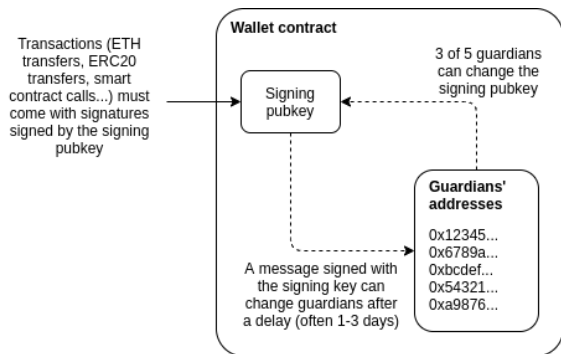 Wallet contract
Transactions (ETH
transfers, ERC20
transfers, smart
contract calls...) must
come with signatures
signed by the signing
pubkey
Signing
pubkey
3 of 5 guardians
can change the
signing pubkey
Guardians'
addresses
0x12345...
0x6789a...
0xbcdef...
0x54321...
0xa9876...
A message signed with
the signing key can
change guardians after
a delay (often 1-3 days)